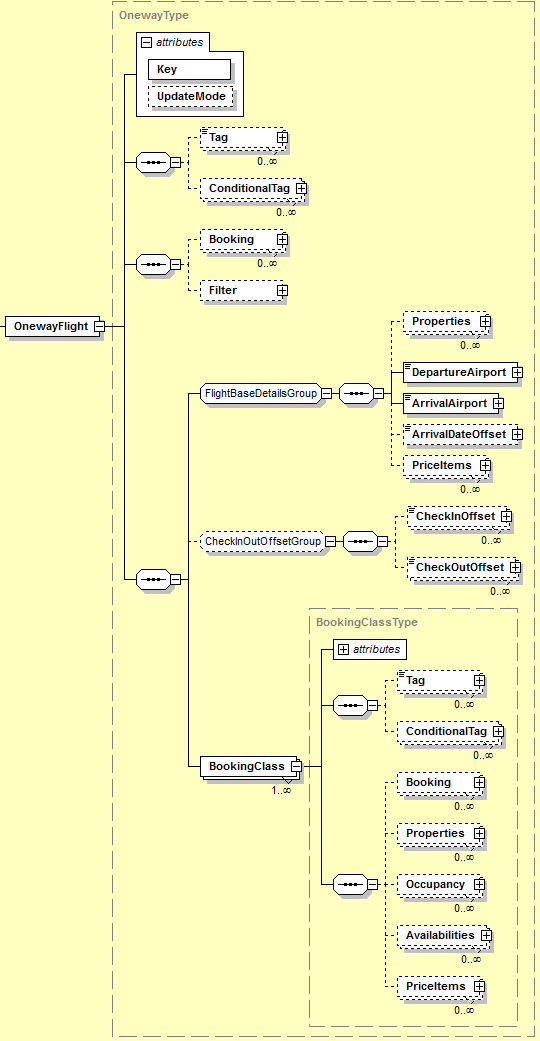 OnewayType
attributes
Key
UpdateMode
Tag
0..∞
ConditionalTag
0..∞
Booking
0..∞
Filter
OnewayFlight
Properties
0..∞
FlightBaseDetailsGroup
DepartureAirport
ArrivalAirport
ArrivalDateOffset
PriceItems
0..∞
CheckInOutOffsetGroup
CheckInOffset
0..∞
CheckOutOffset
0..∞
BookingClassType
attributes
Tag
0..∞
ConditionalTag
0..∞
BookingClass
1..∞
Booking
0..∞
Properties
0..∞
Occupancy
0..∞
Availabilities
0..∞
PriceItems
0..∞